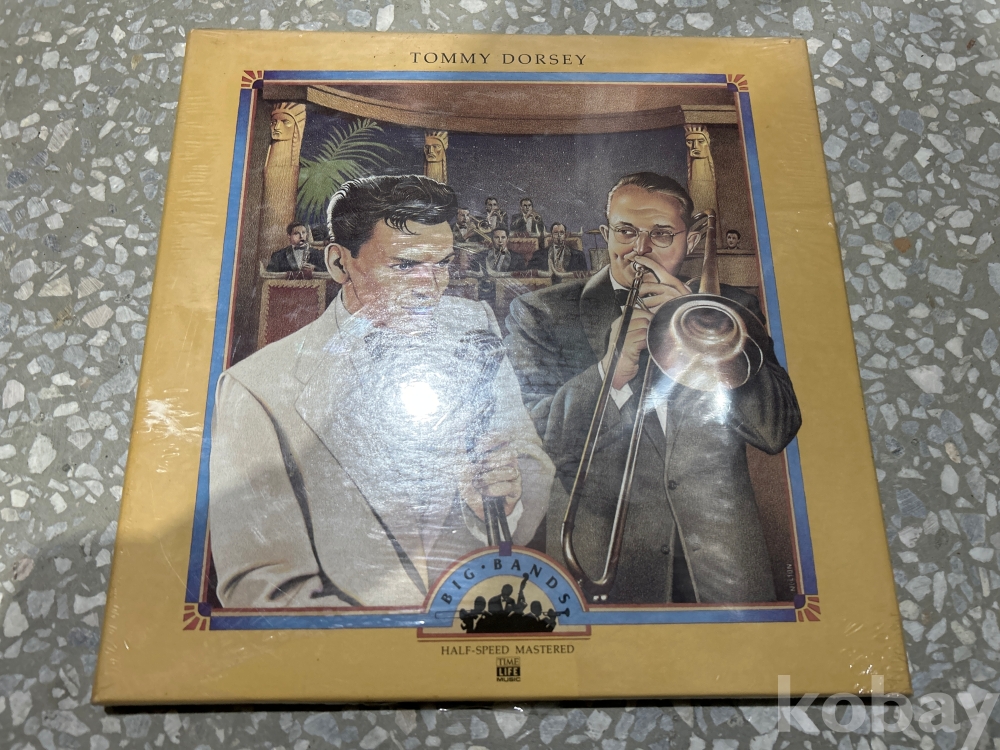 TOMMY DORSEY
BIG·BANDS
HALF-SPEED MASTERED
TIME
LIFE
MUSIC
kobay